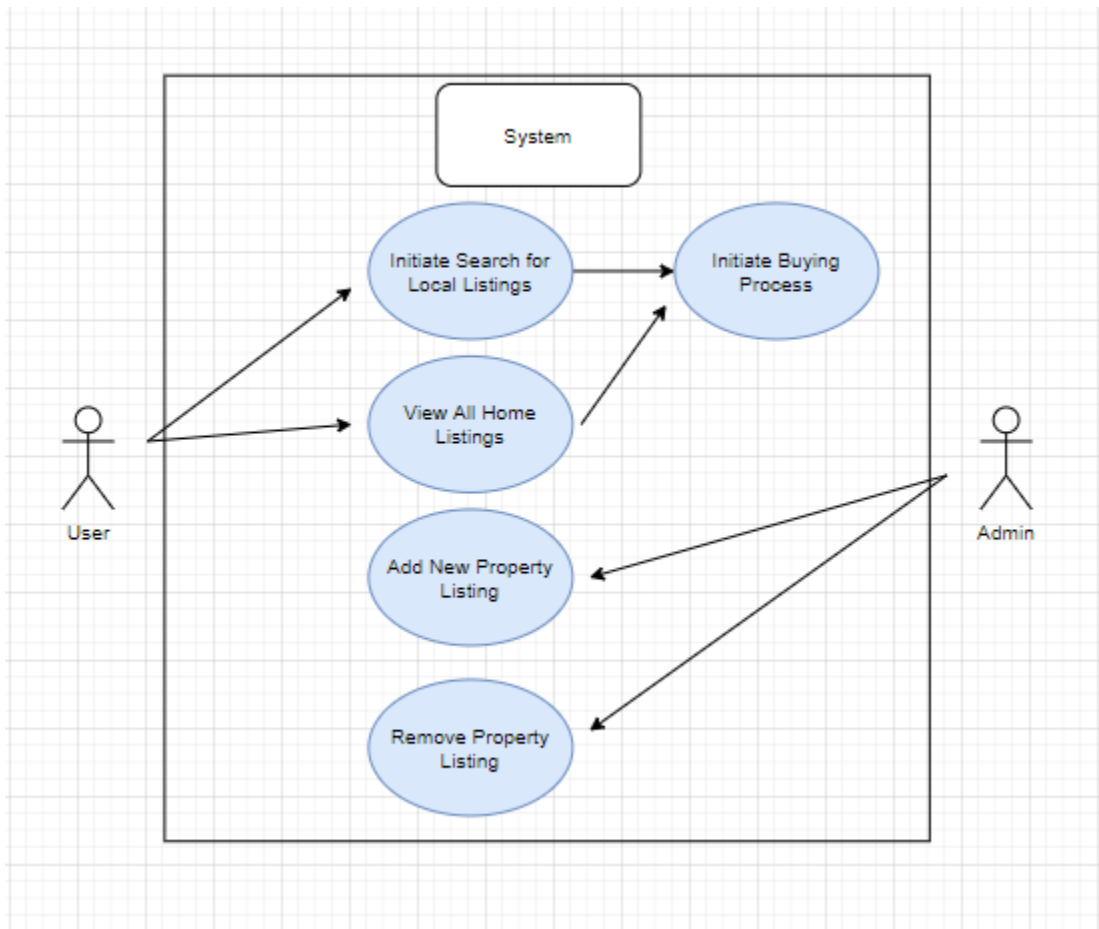 System
Initiate Search for
Local Listings
Initiate Buying
Process
View All Home
Listings
User
Admin
Add New Property
Listing
Remove Property
Listing